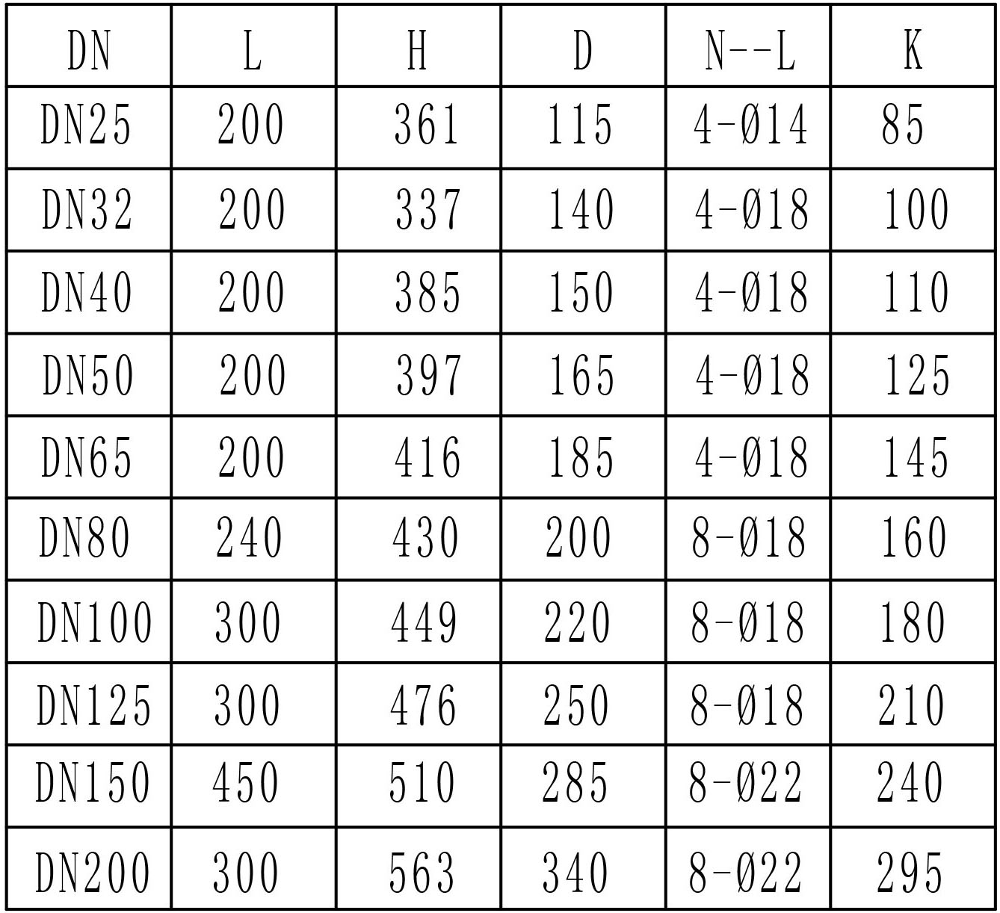 DN L H D N--L K
DN25 200 361 115 4-Ø14 85
DN32 200 337 140 4-Ø18 100
DN40 200 385 150 4-Ø18 110
DN50 200 397 165 4-Ø18 125
DN65 200 416 185 4-Ø18 145
DN80 240 430 200 8-Ø18 160
DN100 300 449 220 8-Ø18 180
DN125 300 476 250 8-Ø18 210
DN150 450 510 285 8-Ø22 240
DN200 300 563 340 8-Ø22 295